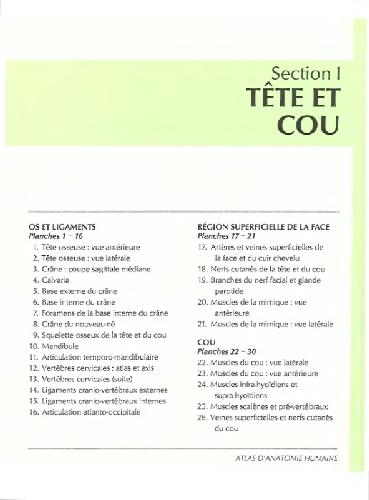 Section I
TÊTE ET
COU
OS ET LIGAMENTS
Planches 1 – 16
1. Tête osseuse : vue antérieure
2. Tête osseuse : vue latérale
3. Crâne : coupe sagittale médiane
4. Calvaria
5. Base externe du crâne
6. Base interne du crâne
7. Foramens de la base interne du crâne
8. Crâne du nouveau-né
9. Squelette osseux de la tête et du cou
10. Mandibule
11. Articulation temporo-mandibulaire
12. Vertèbres cervicales : atlas et axis
13. Vertèbres cervicales (suite)
14. Ligaments cranio-vertébraux externes
15. Ligaments cranio-vertébraux internes
16. Articulation atlanto-occipitale
RÉGION SUPERFICIELLE DE LA FACE
Planches 17 – 21
17. Artères et veines superficielles de
la face et du cuir chevelu
18. Nerfs cutanés de la tête et du cou
19. Branches du nerf facial et glande
parotide
20. Muscles de la mimique : vue
antérieure
21. Muscles de la mimique : vue latérale
COU
Planches 22 – 30
22. Muscles du cou : vue latérale
23. Muscles du cou : vue antérieure
24. Muscles infra-hyoïdiens et
supra-hyoïdiens
25. Muscles scalènes et pré-vertébraux
26. Veines superficielles et nerfs cutanés
du cou
ATLAS D'ANATOMIE HUMAINE